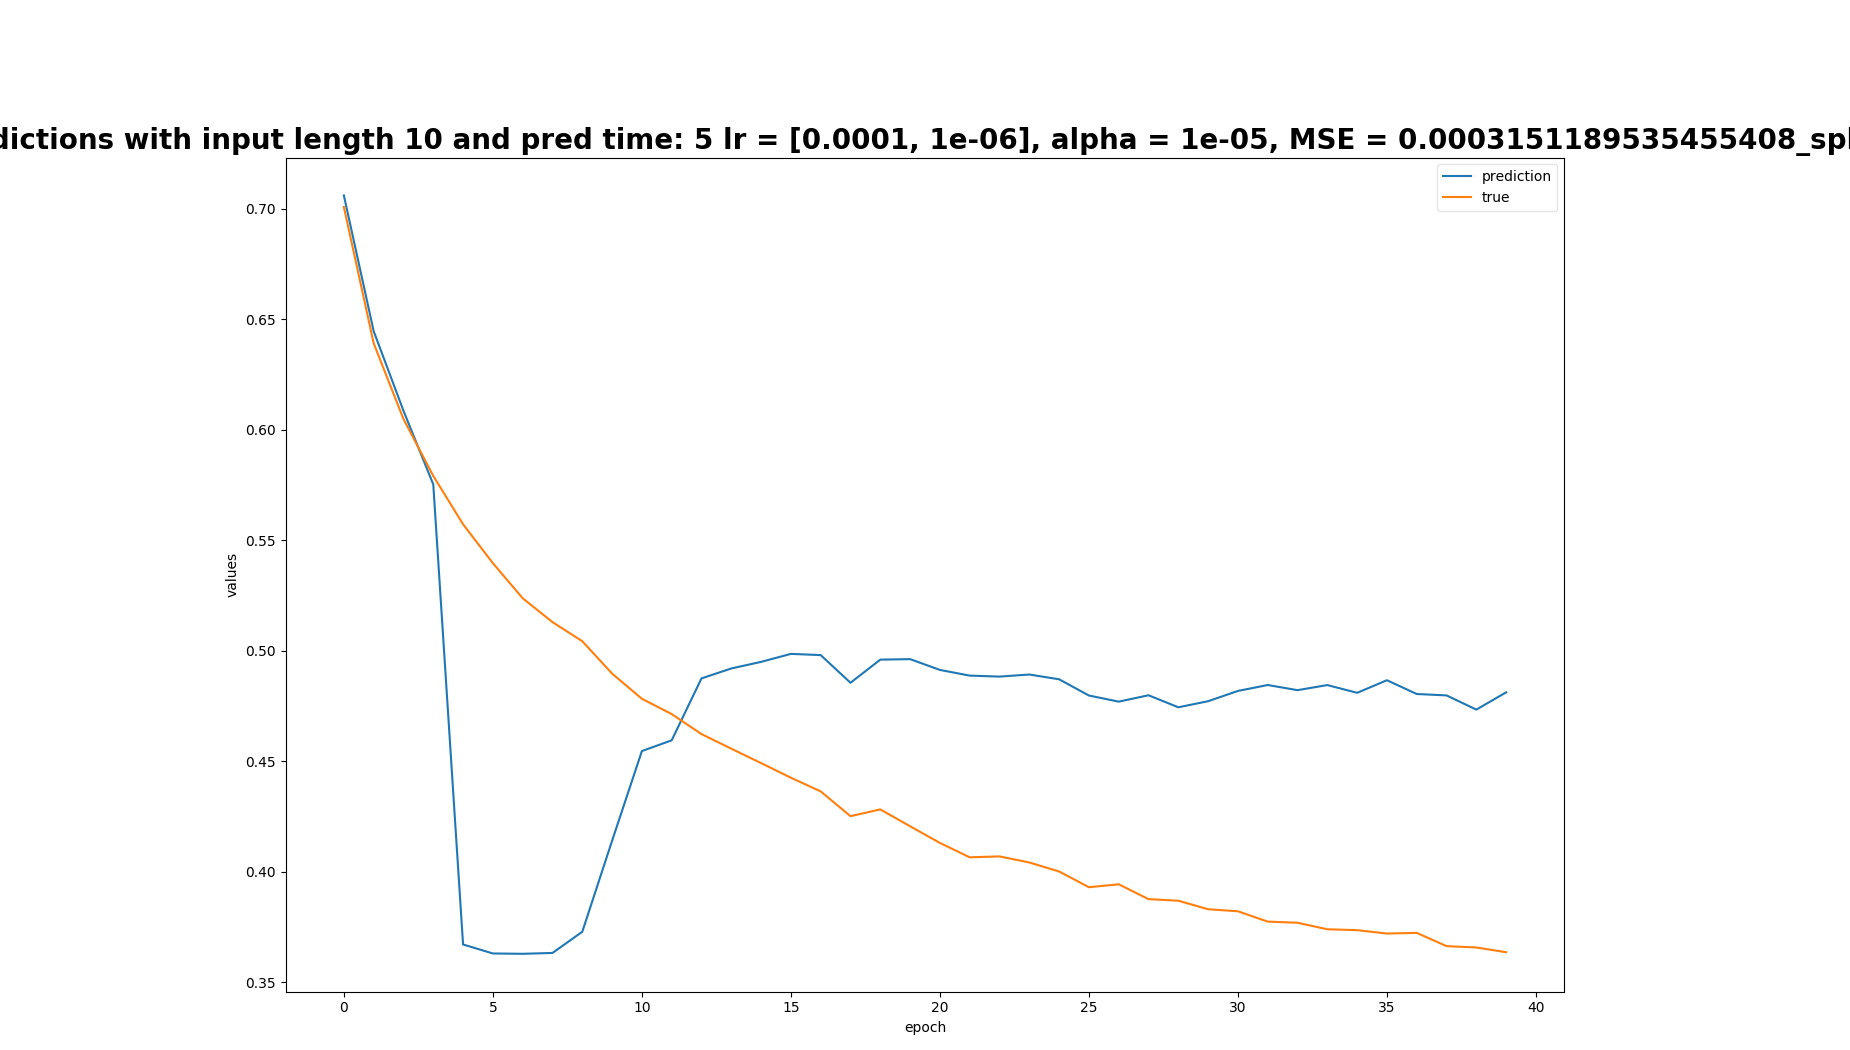 dictions with input length 10 and pred time: 5 lr = [0.0001, 1e-06], alpha = 1e-05, MSE = 0.0003151189535455408_spl
prediction
true
0.70
0.65
0.60
0.55
0.50
0.45
0.40
0.35
values
0 5 10 15 20 25 30 35 40
epoch